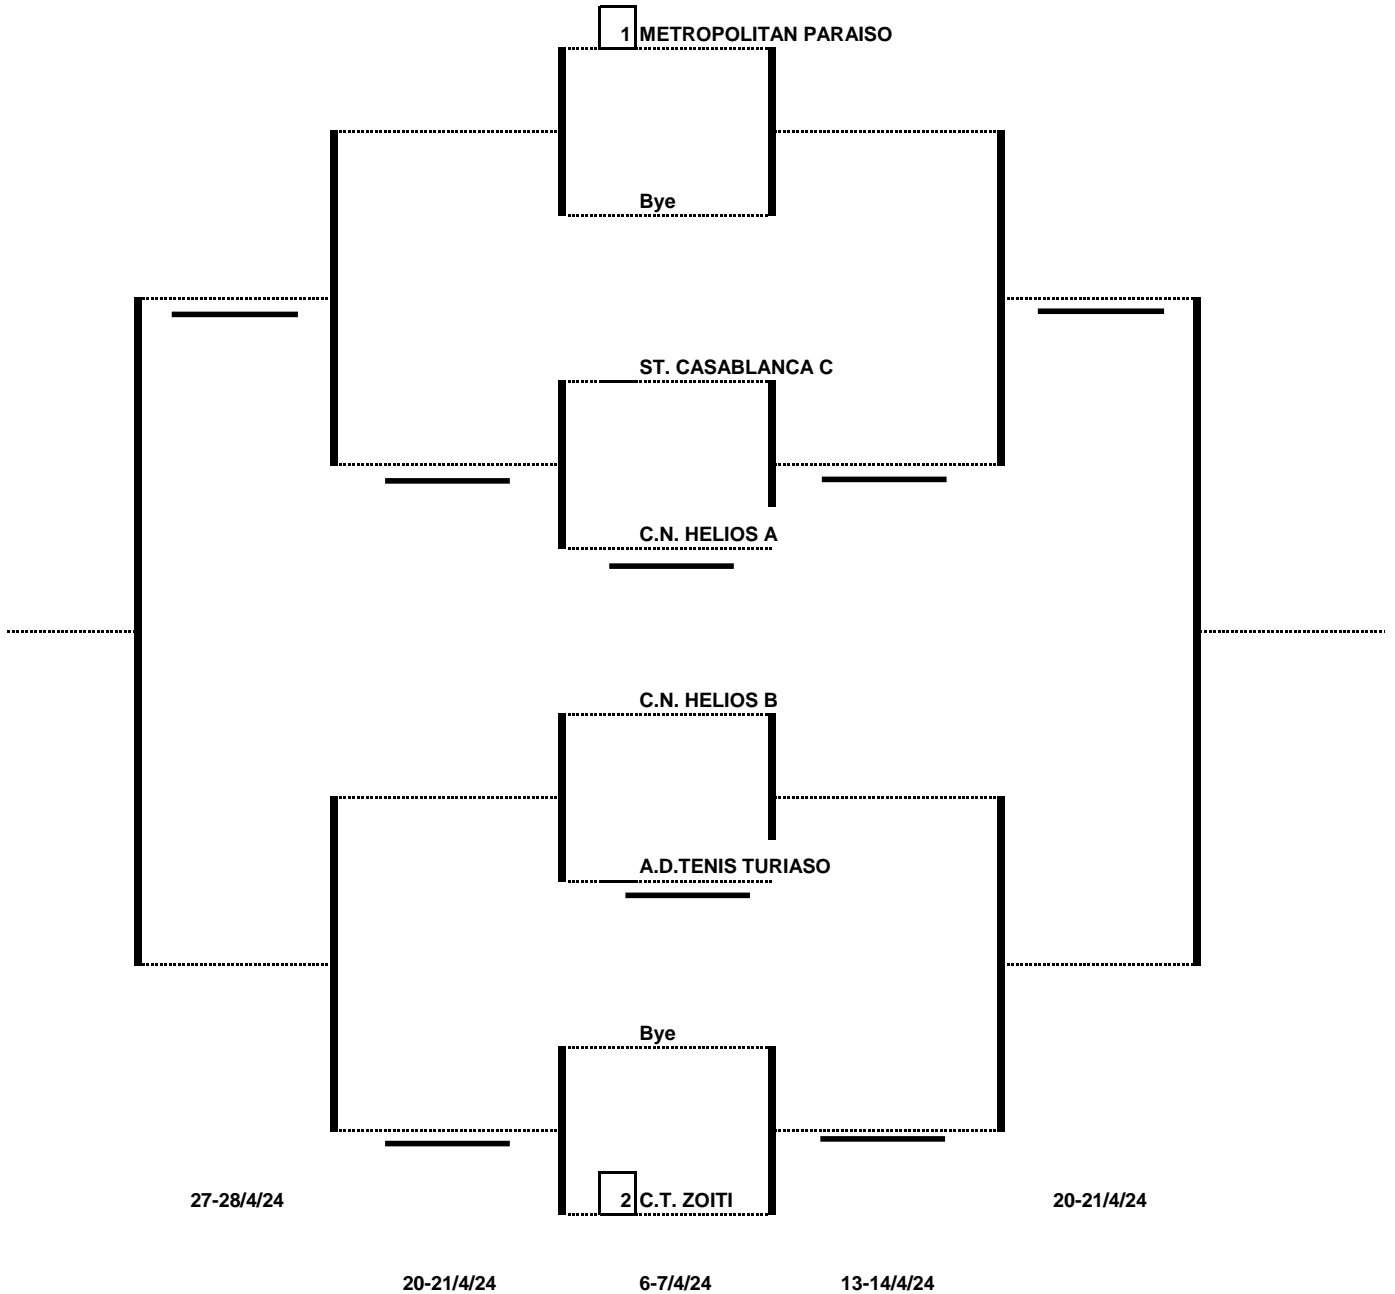 1 METROPOLITAN PARAISO
Bye
ST. CASABLANCA C
C.N. HELIOS A
C.N. HELIOS B
A.D.TENIS TURIASO
Bye
27-28/4/24 2 C.T. ZOITI 20-21/4/24
20-21/4/24 6-7/4/24 13-14/4/24